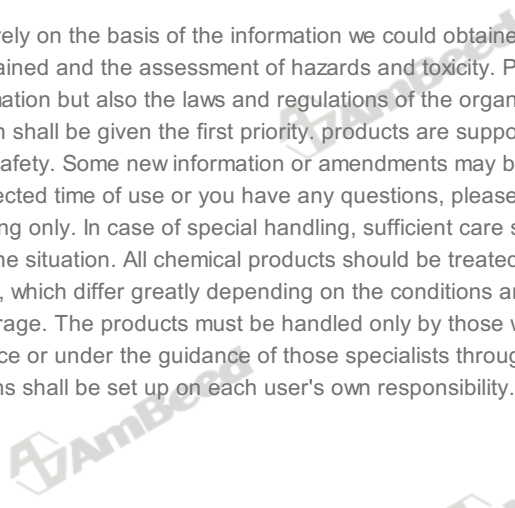 rely on the basis of the information we could obtaine
ained and the assessment of hazards and toxicity. P
nation but also the laws and regulations of the organ
n shall be given the first priority. products are suppo
afety. Some new information or amendments may b
ected time of use or you have any questions, please
ng only. In case of special handling, sufficient care s
he situation. All chemical products should be treated
, which differ greatly depending on the conditions a
rage. The products must be handled only by those w
ce or under the guidance of those specialists throug
ns shall be set up on each user's own responsibility.
AmBeed
AmBeed